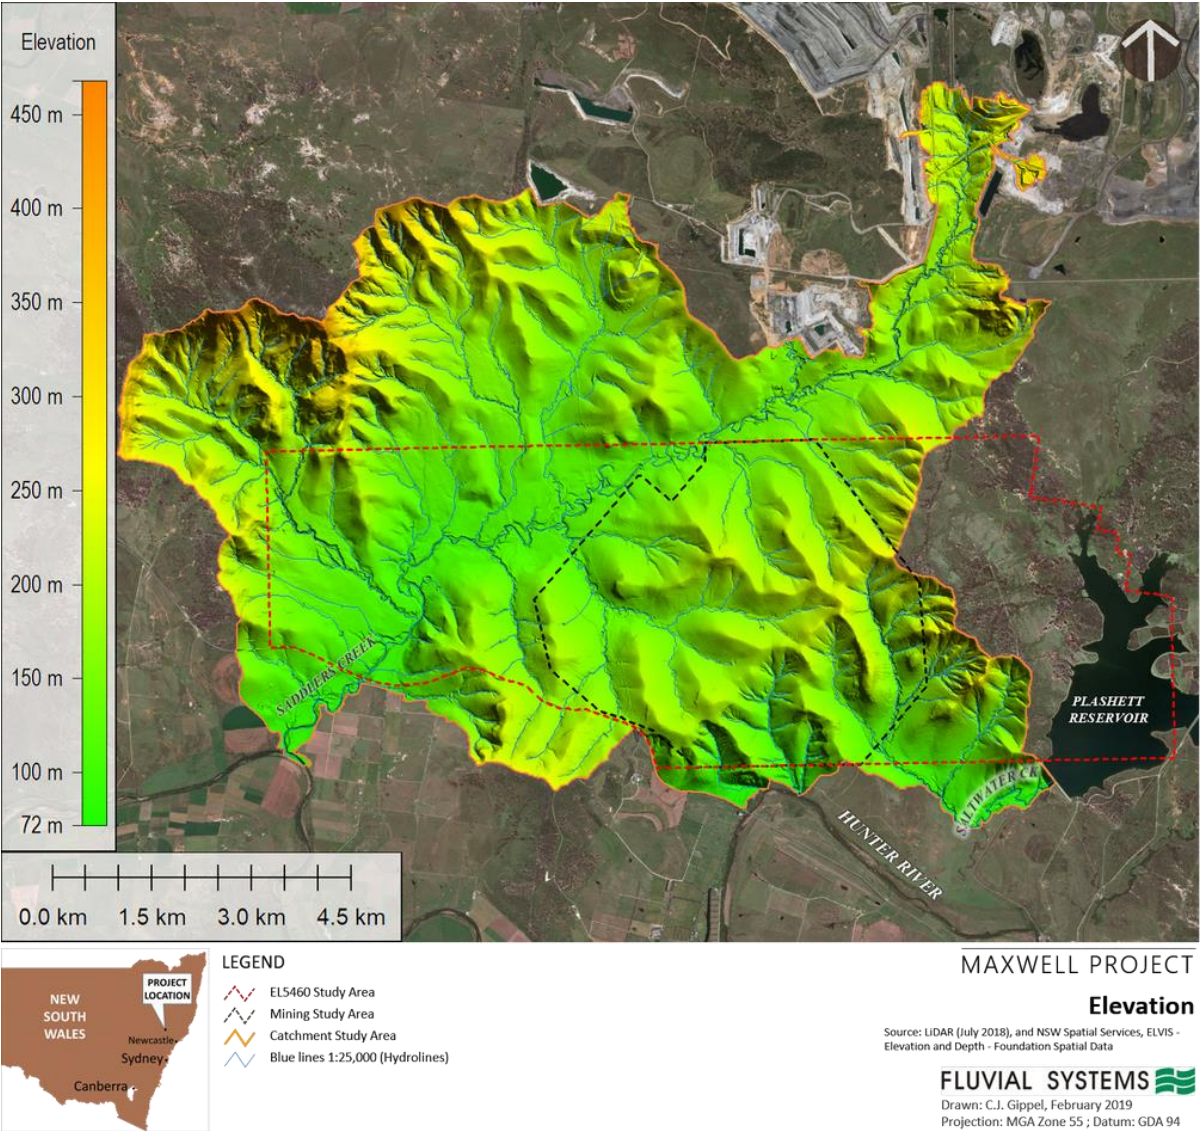 Elevation
450 m
400 m
350 m
300 m
250 m
200 m
150 m
100 m
72 m
SADDLERS CREEK
PLASHETT
RESERVOIR
SALTWATER CK
HUNTER RIVER
0.0 km 1.5 km 3.0 km 4.5 km
NEW
SOUTH
WALES
PROJECT
LOCATION
Newcastle
Sydney
Canberra
LEGEND
EL5460 Study Area
Mining Study Area
Catchment Study Area
Blue lines 1:25,000 (Hydrolines)
MAXWELL PROJECT
Elevation
Source: LiDAR (July 2018), and NSW Spatial Services, ELVIS -
Elevation and Depth - Foundation Spatial Data
FLUVIAL SYSTEMS
Drawn: C.J. Gippel, February 2019
Projection: MGA Zone 55 ; Datum: GDA 94